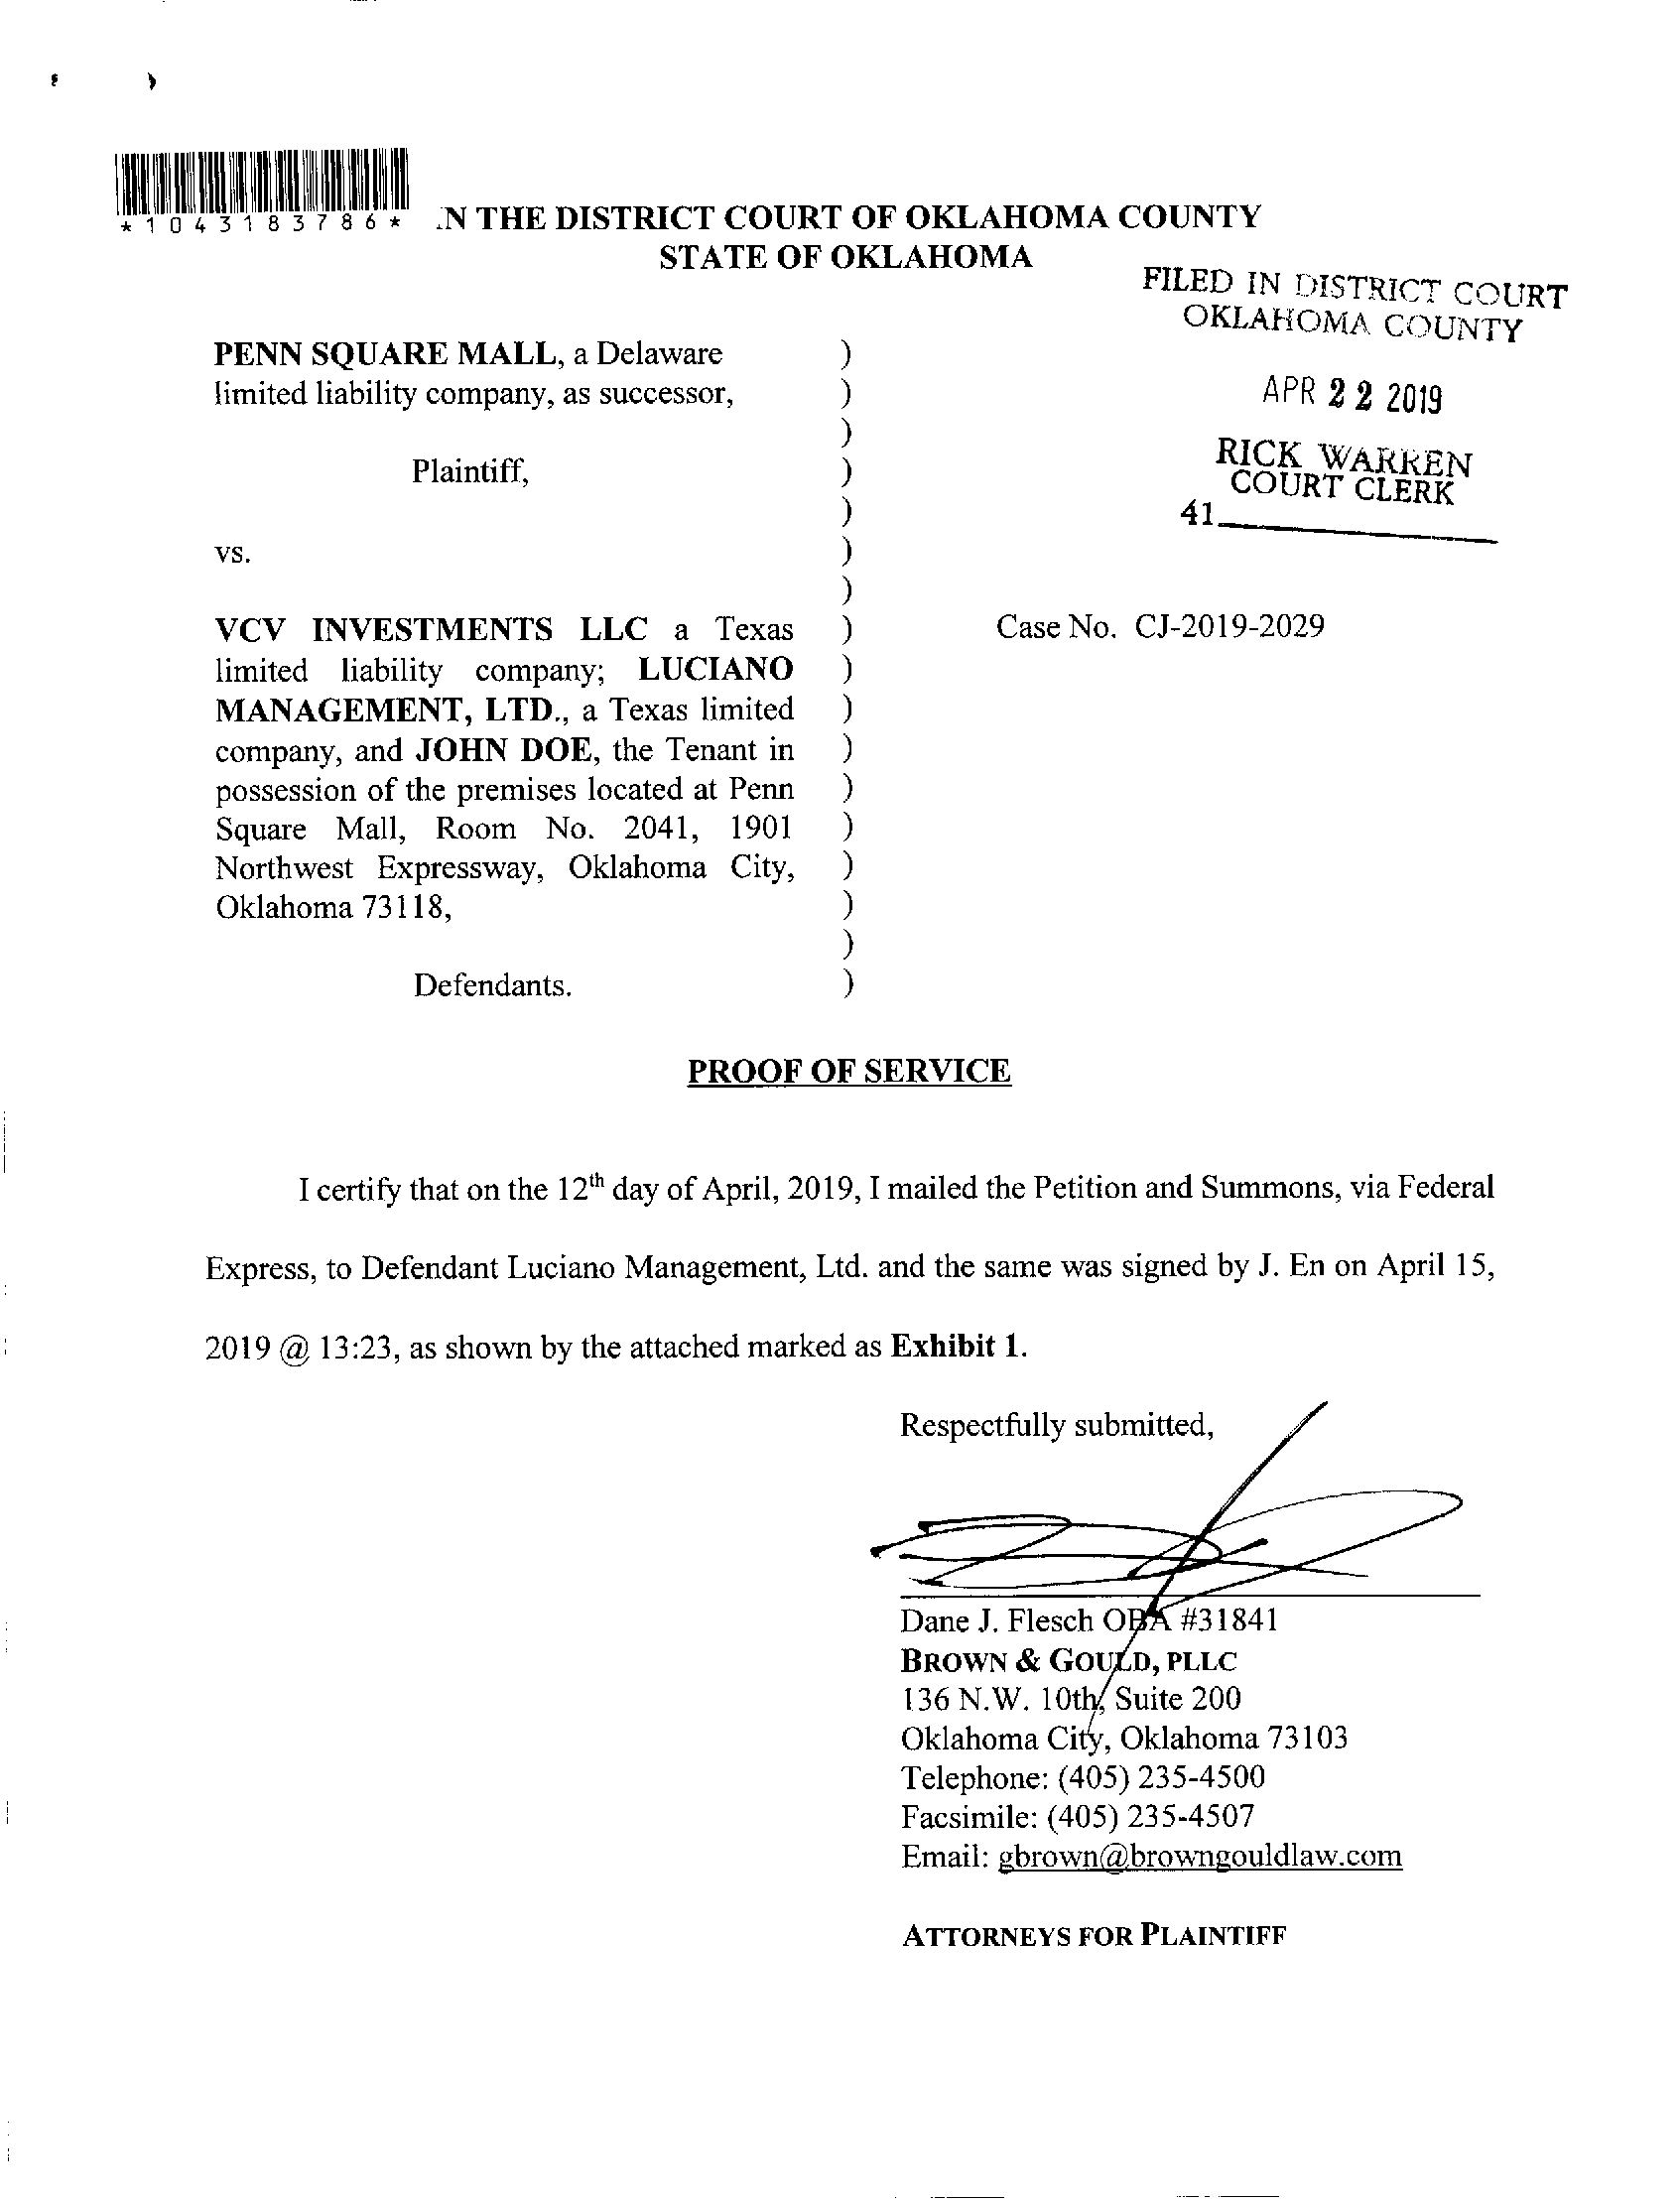 *1043183786*
.N THE DISTRICT COURT OF OKLAHOMA COUNTY
STATE OF OKLAHOMA
FILED IN DISTRICT COURT
OKLAHOMA COUNTY
APR 22 2019
RICK WARREN
COURT CLERK
41
PENN SQUARE MALL, a Delaware )
limited liability company, as successor, )
)
Plaintiff, )
)
vs. )
)
VCV INVESTMENTS LLC a Texas )
limited liability company; LUCIANO )
MANAGEMENT, LTD., a Texas limited )
company, and JOHN DOE, the Tenant in )
possession of the premises located at Penn )
Square Mall, Room No. 2041, 1901 )
Northwest Expressway, Oklahoma City, )
Oklahoma 73118, )
)
Defendants. )
Case No. CJ-2019-2029
PROOF OF SERVICE
I certify that on the 12th day of April, 2019, I mailed the Petition and Summons, via Federal
Express, to Defendant Luciano Management, Ltd. and the same was signed by J. En on April 15,
2019 @ 13:23, as shown by the attached marked as Exhibit 1.
Respectfully submitted,
Dane J. Flesch OBA #31841
BROWN & GOULD, PLLC
136 N.W. 10th, Suite 200
Oklahoma City, Oklahoma 73103
Telephone: (405) 235-4500
Facsimile: (405) 235-4507
Email: gbrown@browngouldlaw.com
ATTORNEYS FOR PLAINTIFF